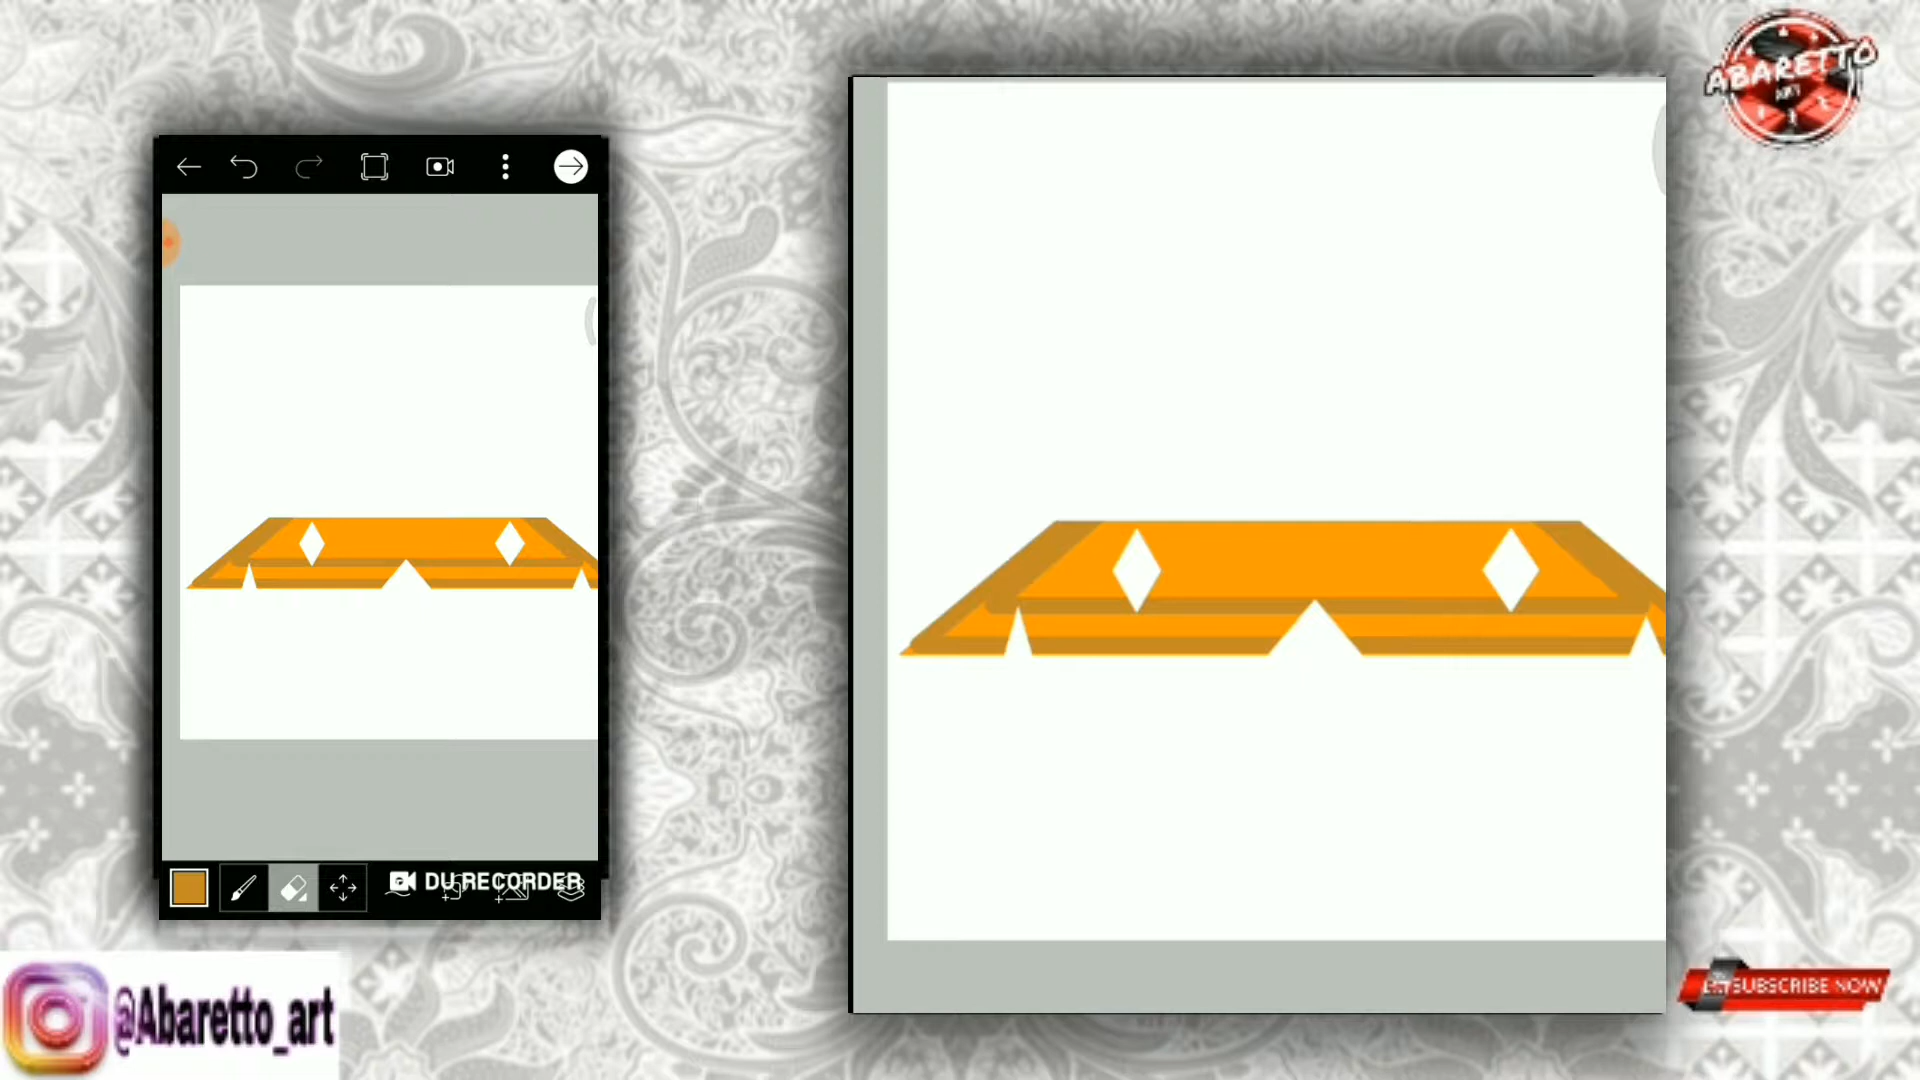 ABARETTO
ART
DU RECORDER
@Abaretto_art
SUBSCRIBE NOW